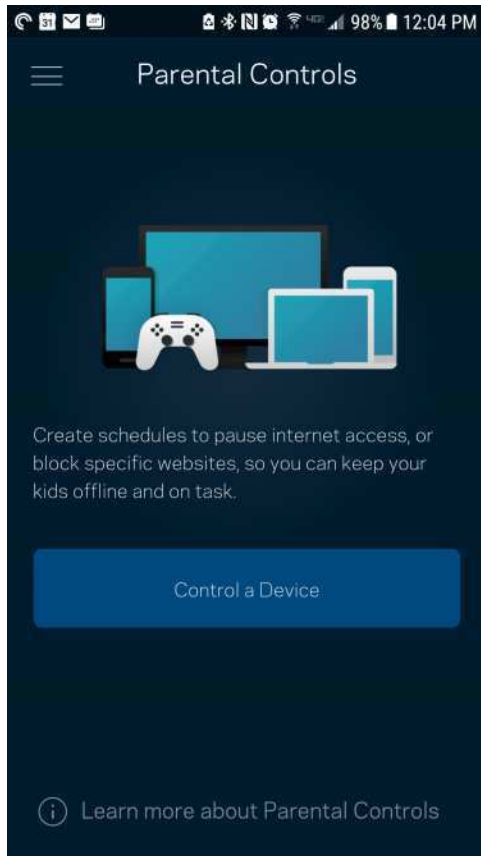 31 98% 12:04 PM
Parental Controls
Create schedules to pause internet access, or
block specific websites, so you can keep your
kids offline and on task.
Control a Device
Learn more about Parental Controls